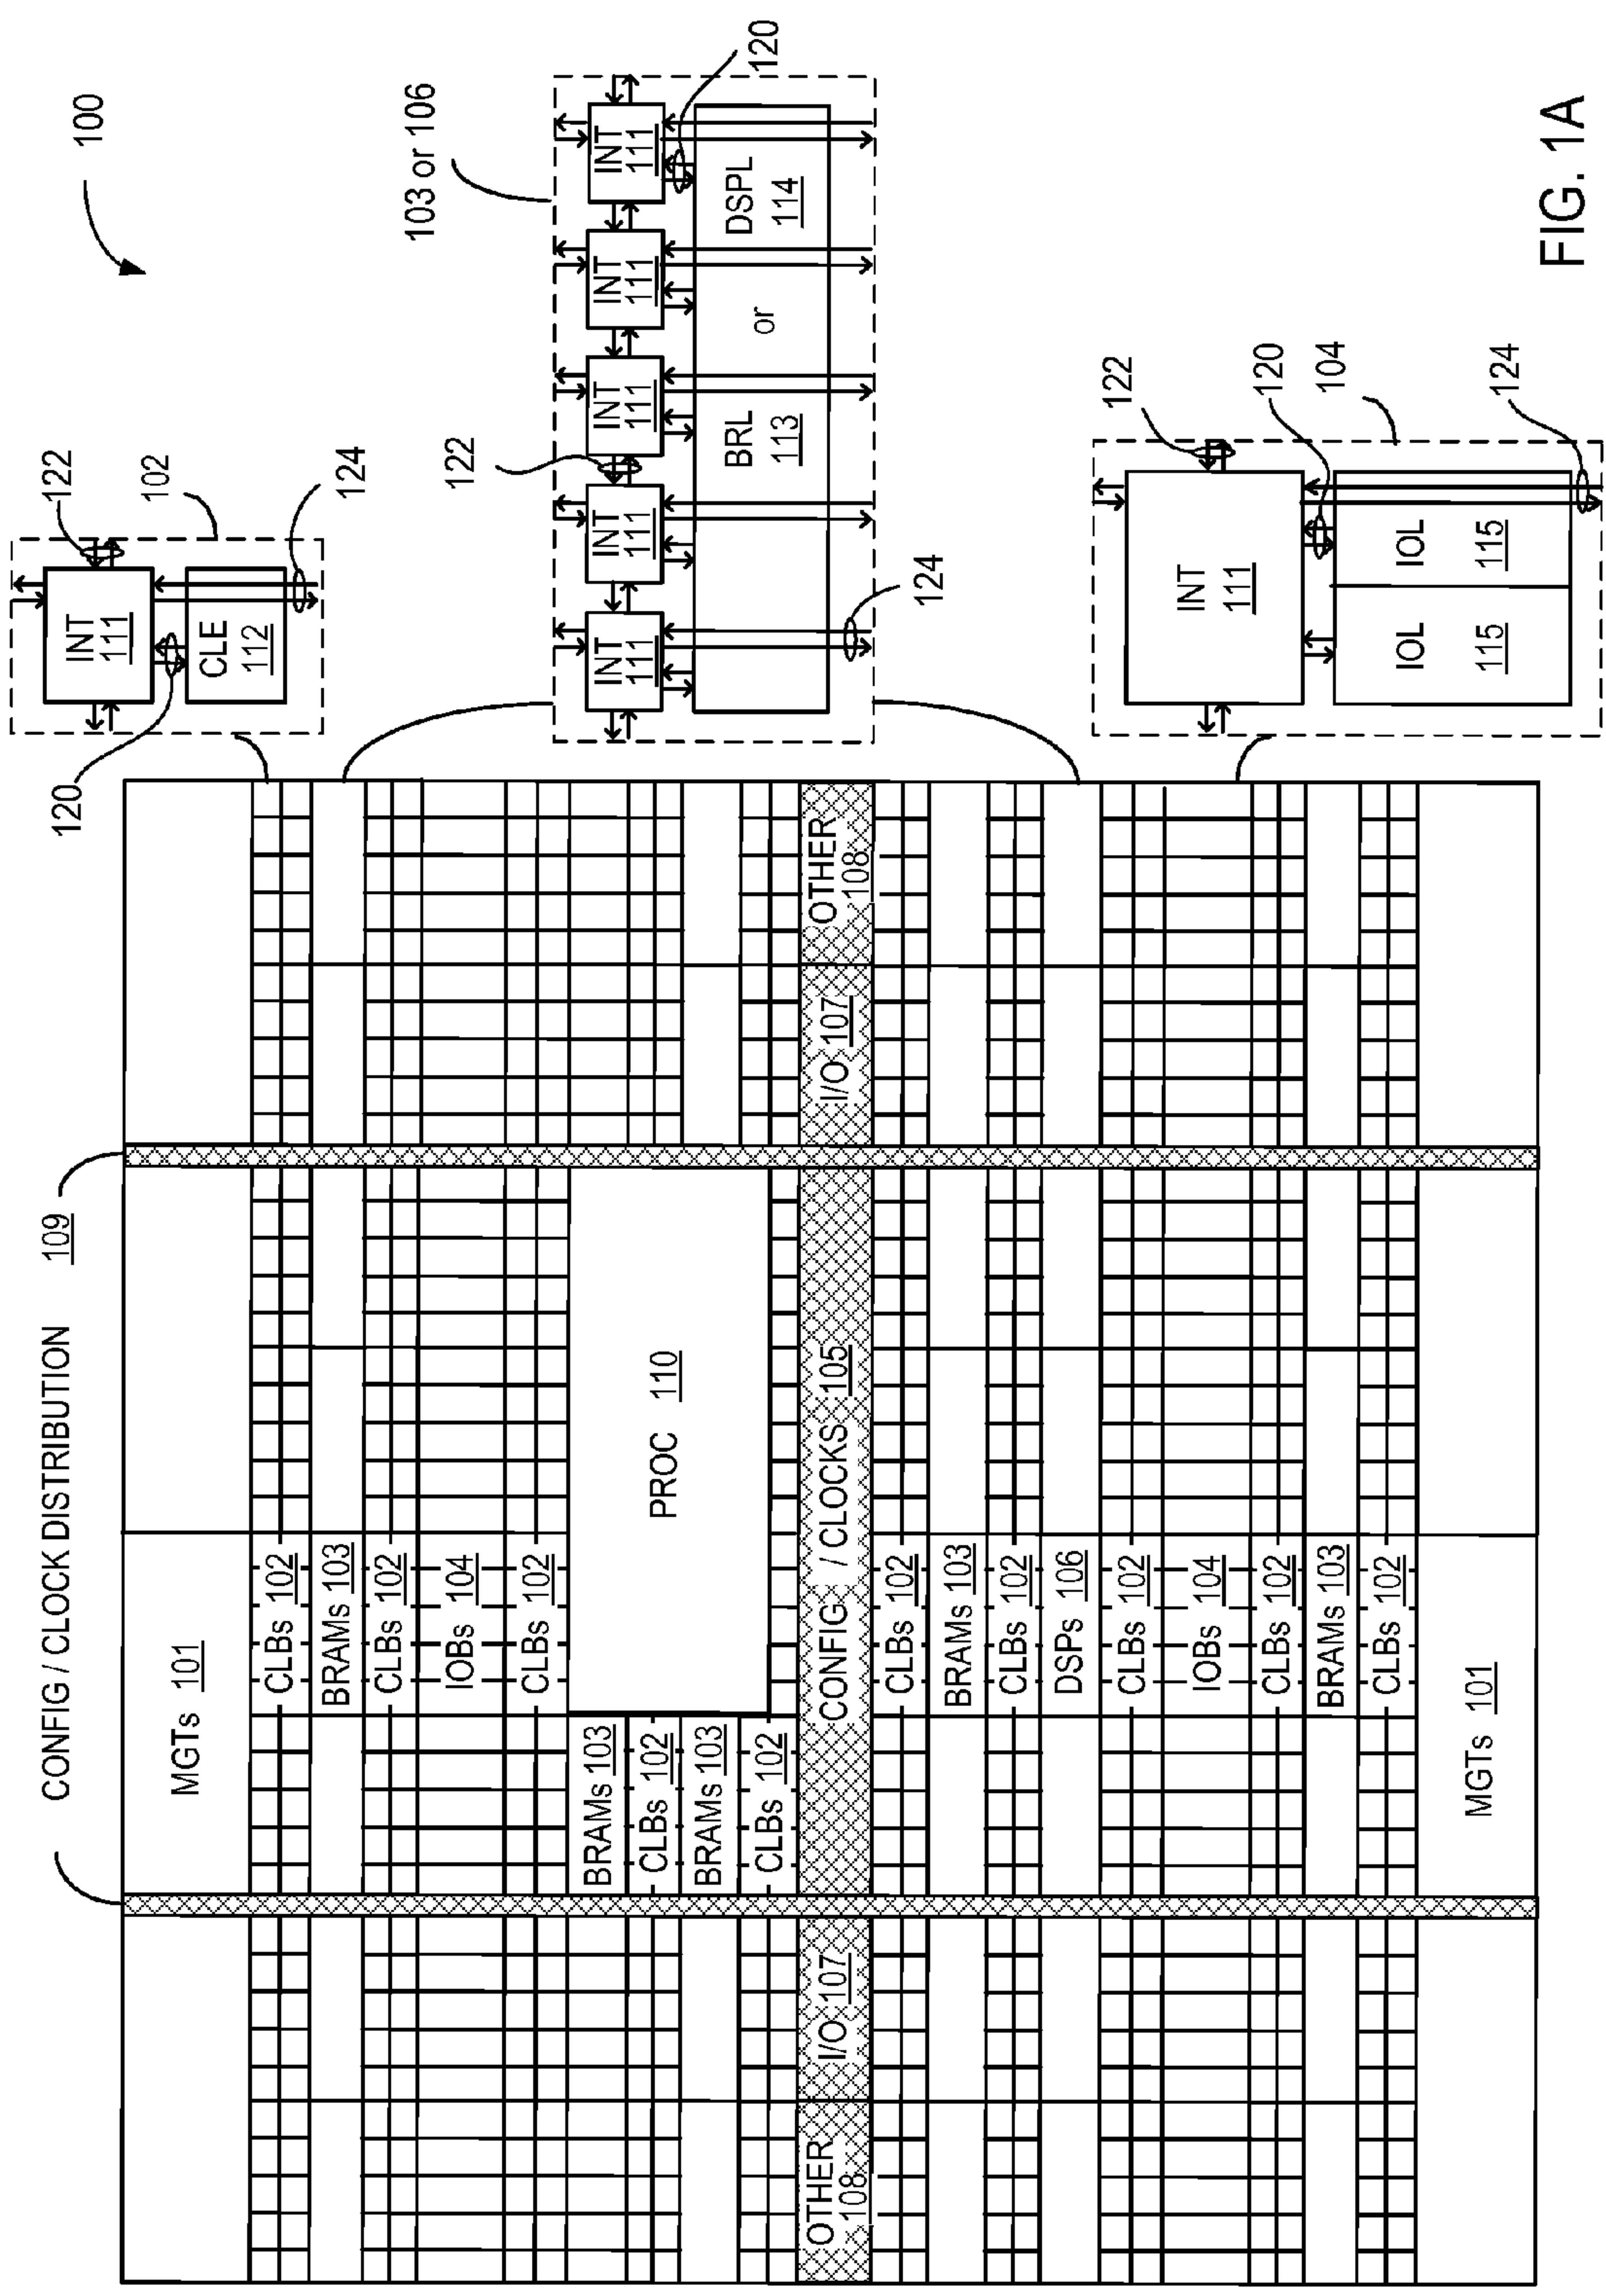 100
CONFIG / CLOCK DISTRIBUTION 109
MGTs 101
CLBs 102
BRAMs 103
CLBs 102
IOBs 104
CLBs 102
PROC 110
BRAMs 103
CLBs 102
BRAMs 103
CLBs 102
OTHER
108
I/O 107
CONFIG / CLOCKS 105
I/O 107
OTHER
108
CLBs 102
BRAMs 103
CLBs 102
DSPs 106
CLBs 102
IOBs 104
CLBs 102
BRAMs 103
CLBs 102
MGTs 101
120
122
102
124
INT
111
CLE
112
103 or 106
122
120
124
INT
111
INT
111
INT
111
INT
111
INT
111
BRL
113
or
DSPL
114
122
120
104
124
INT
111
IOL
115
IOL
115
FIG. 1A